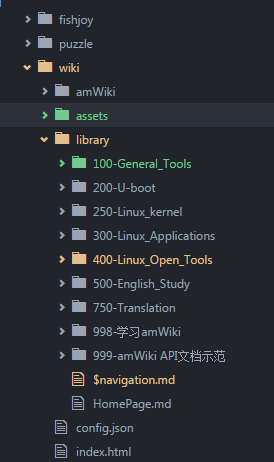 fishjoy
puzzle
wiki
amWiki
assets
library
100-General_Tools
200-U-boot
250-Linux_kernel
300-Linux_Applications
400-Linux_Open_Tools
500-English_Study
750-Translation
998-学习amWiki
999-amWiki API文档示范
$navigation.md
HomePage.md
config.json
index.html